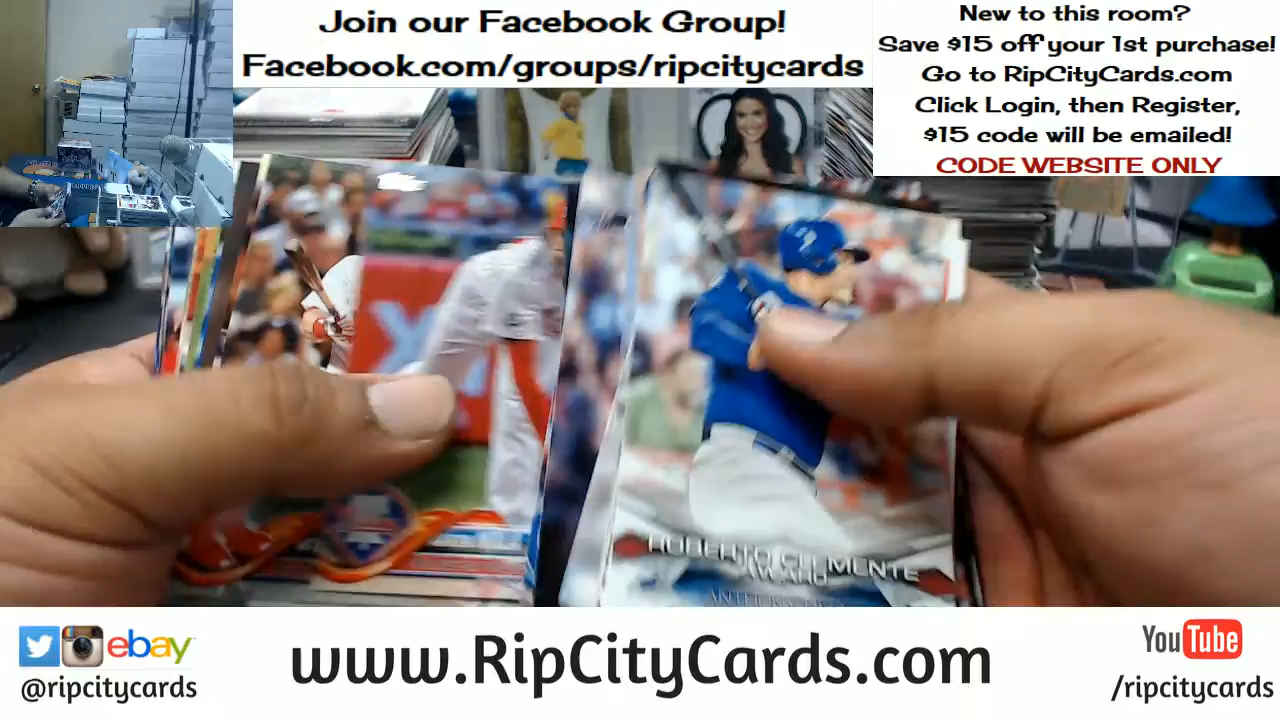 Join our Facebook Group!
Facebook.com/groups/ripcitycards
New to this room?
Save $15 off your 1st purchase!
Go to RipCityCards.com
Click Login, then Register,
$15 code will be emailed!
CODE WEBSITE ONLY
ROBERTO CLEMENTE
AWARD
ebay
@ripcitycards
www.RipCityCards.com
YouTube
/ripcitycards